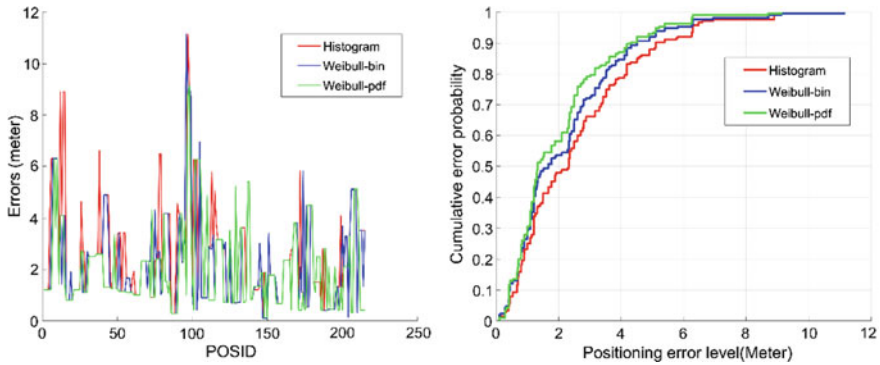 12
10
8
6
4
2
0
Errors (meter)
Histogram
Weibull-bin
Weibull-pdf
0 50 100 150 200 250
POSID
1
0.9
0.8
0.7
0.6
0.5
0.4
0.3
0.2
0.1
0
Cumulative error probability
Histogram
Weibull-bin
Weibull-pdf
0 2 4 6 8 10 12
Positioning error level(Meter)